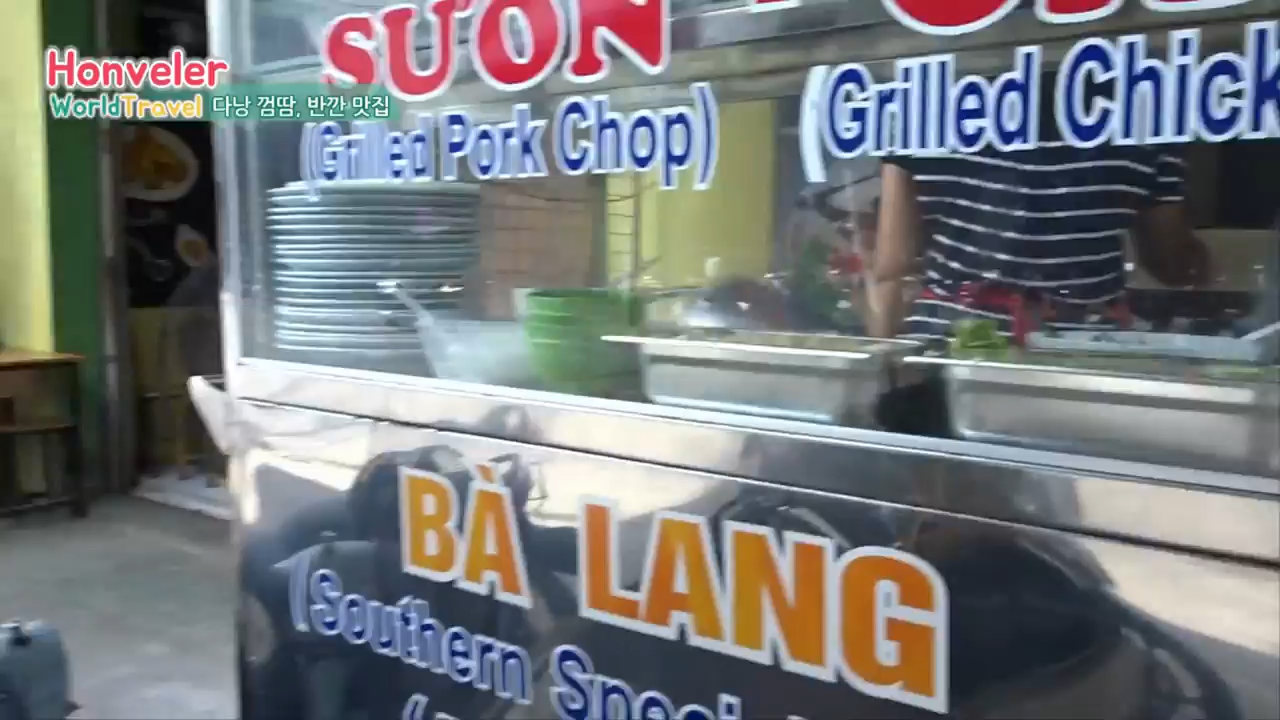 Honveler
WorldTravel 다낭 껌땀, 반깐 맛집
SƯỜN
(Grilled Pork Chop)
(Grilled Chick
BÀ LANG
(Southern